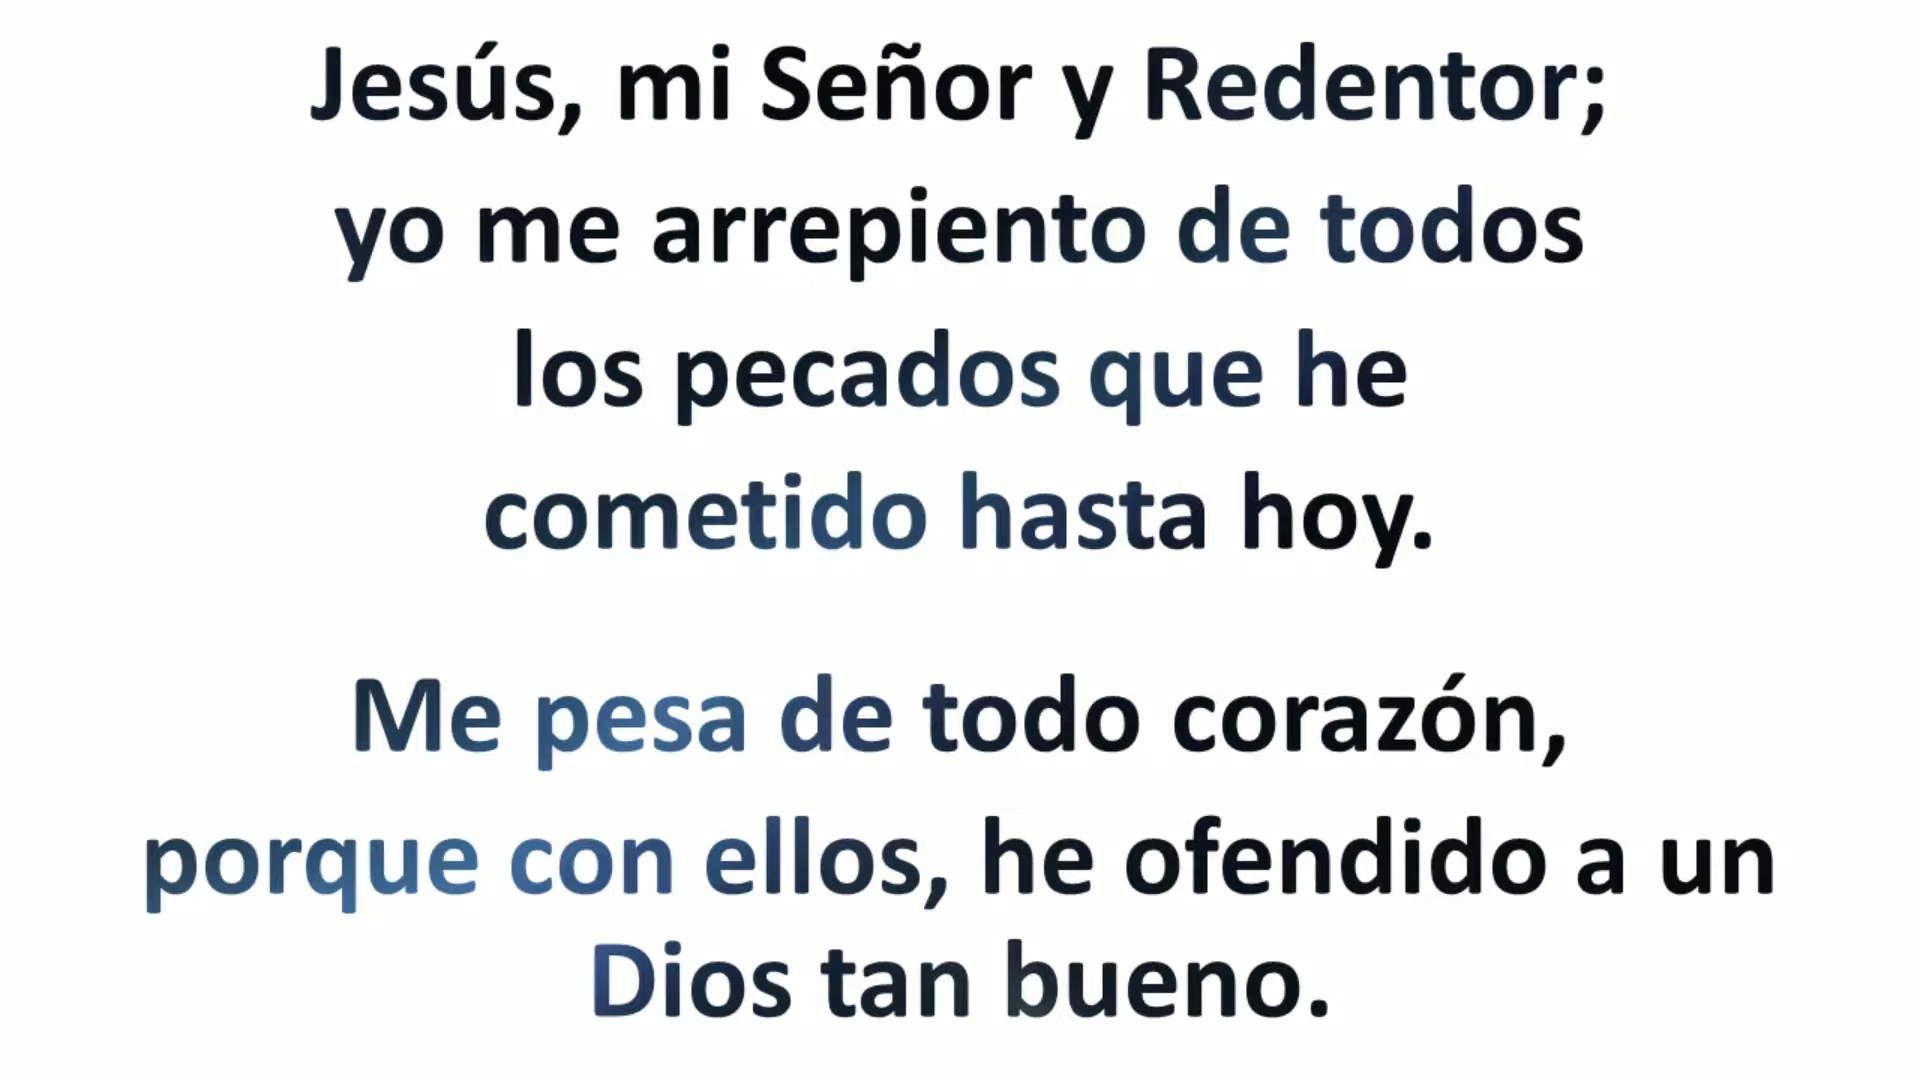 Jesús, mi Señor y Redentor;
yo me arrepiento de todos
los pecados que he
cometido hasta hoy.
Me pesa de todo corazón,
porque con ellos, he ofendido a un
Dios tan bueno.